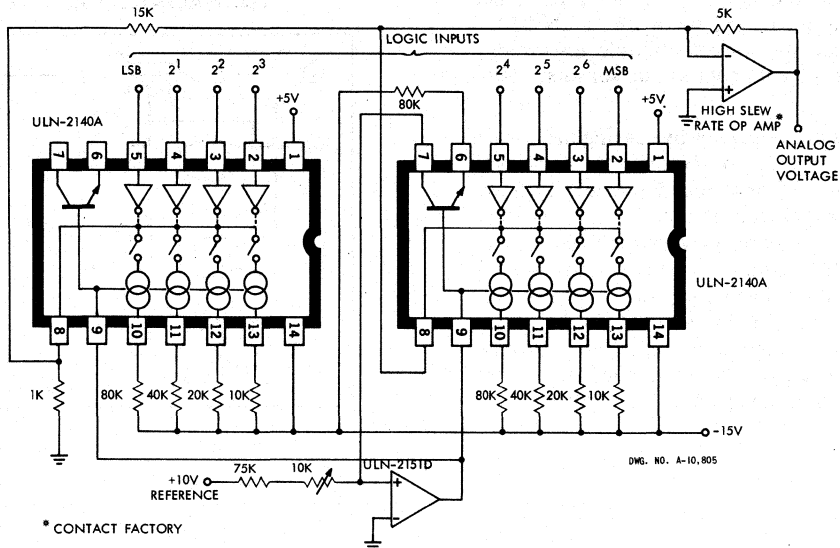 15K
5K
LOGIC INPUTS
LSB 2¹ 2² 2³
2⁴ 2⁵ 2⁶ MSB
+5V
80K
+5V
HIGH SLEW
RATE OP AMP*
ANALOG
OUTPUT
VOLTAGE
ULN-2140A
7 6 5 4 3 2 1
7 6 5 4 3 2 1
−
+
ULN-2140A
8 9 10 11 12 13 14
8 9 10 11 12 13 14
1K
80K 40K 20K 10K
80K 40K 20K 10K
-15V
DWG. NO. A-10,805
+10V
REFERENCE
75K
10K
ULN-2151D
+
−
* CONTACT FACTORY